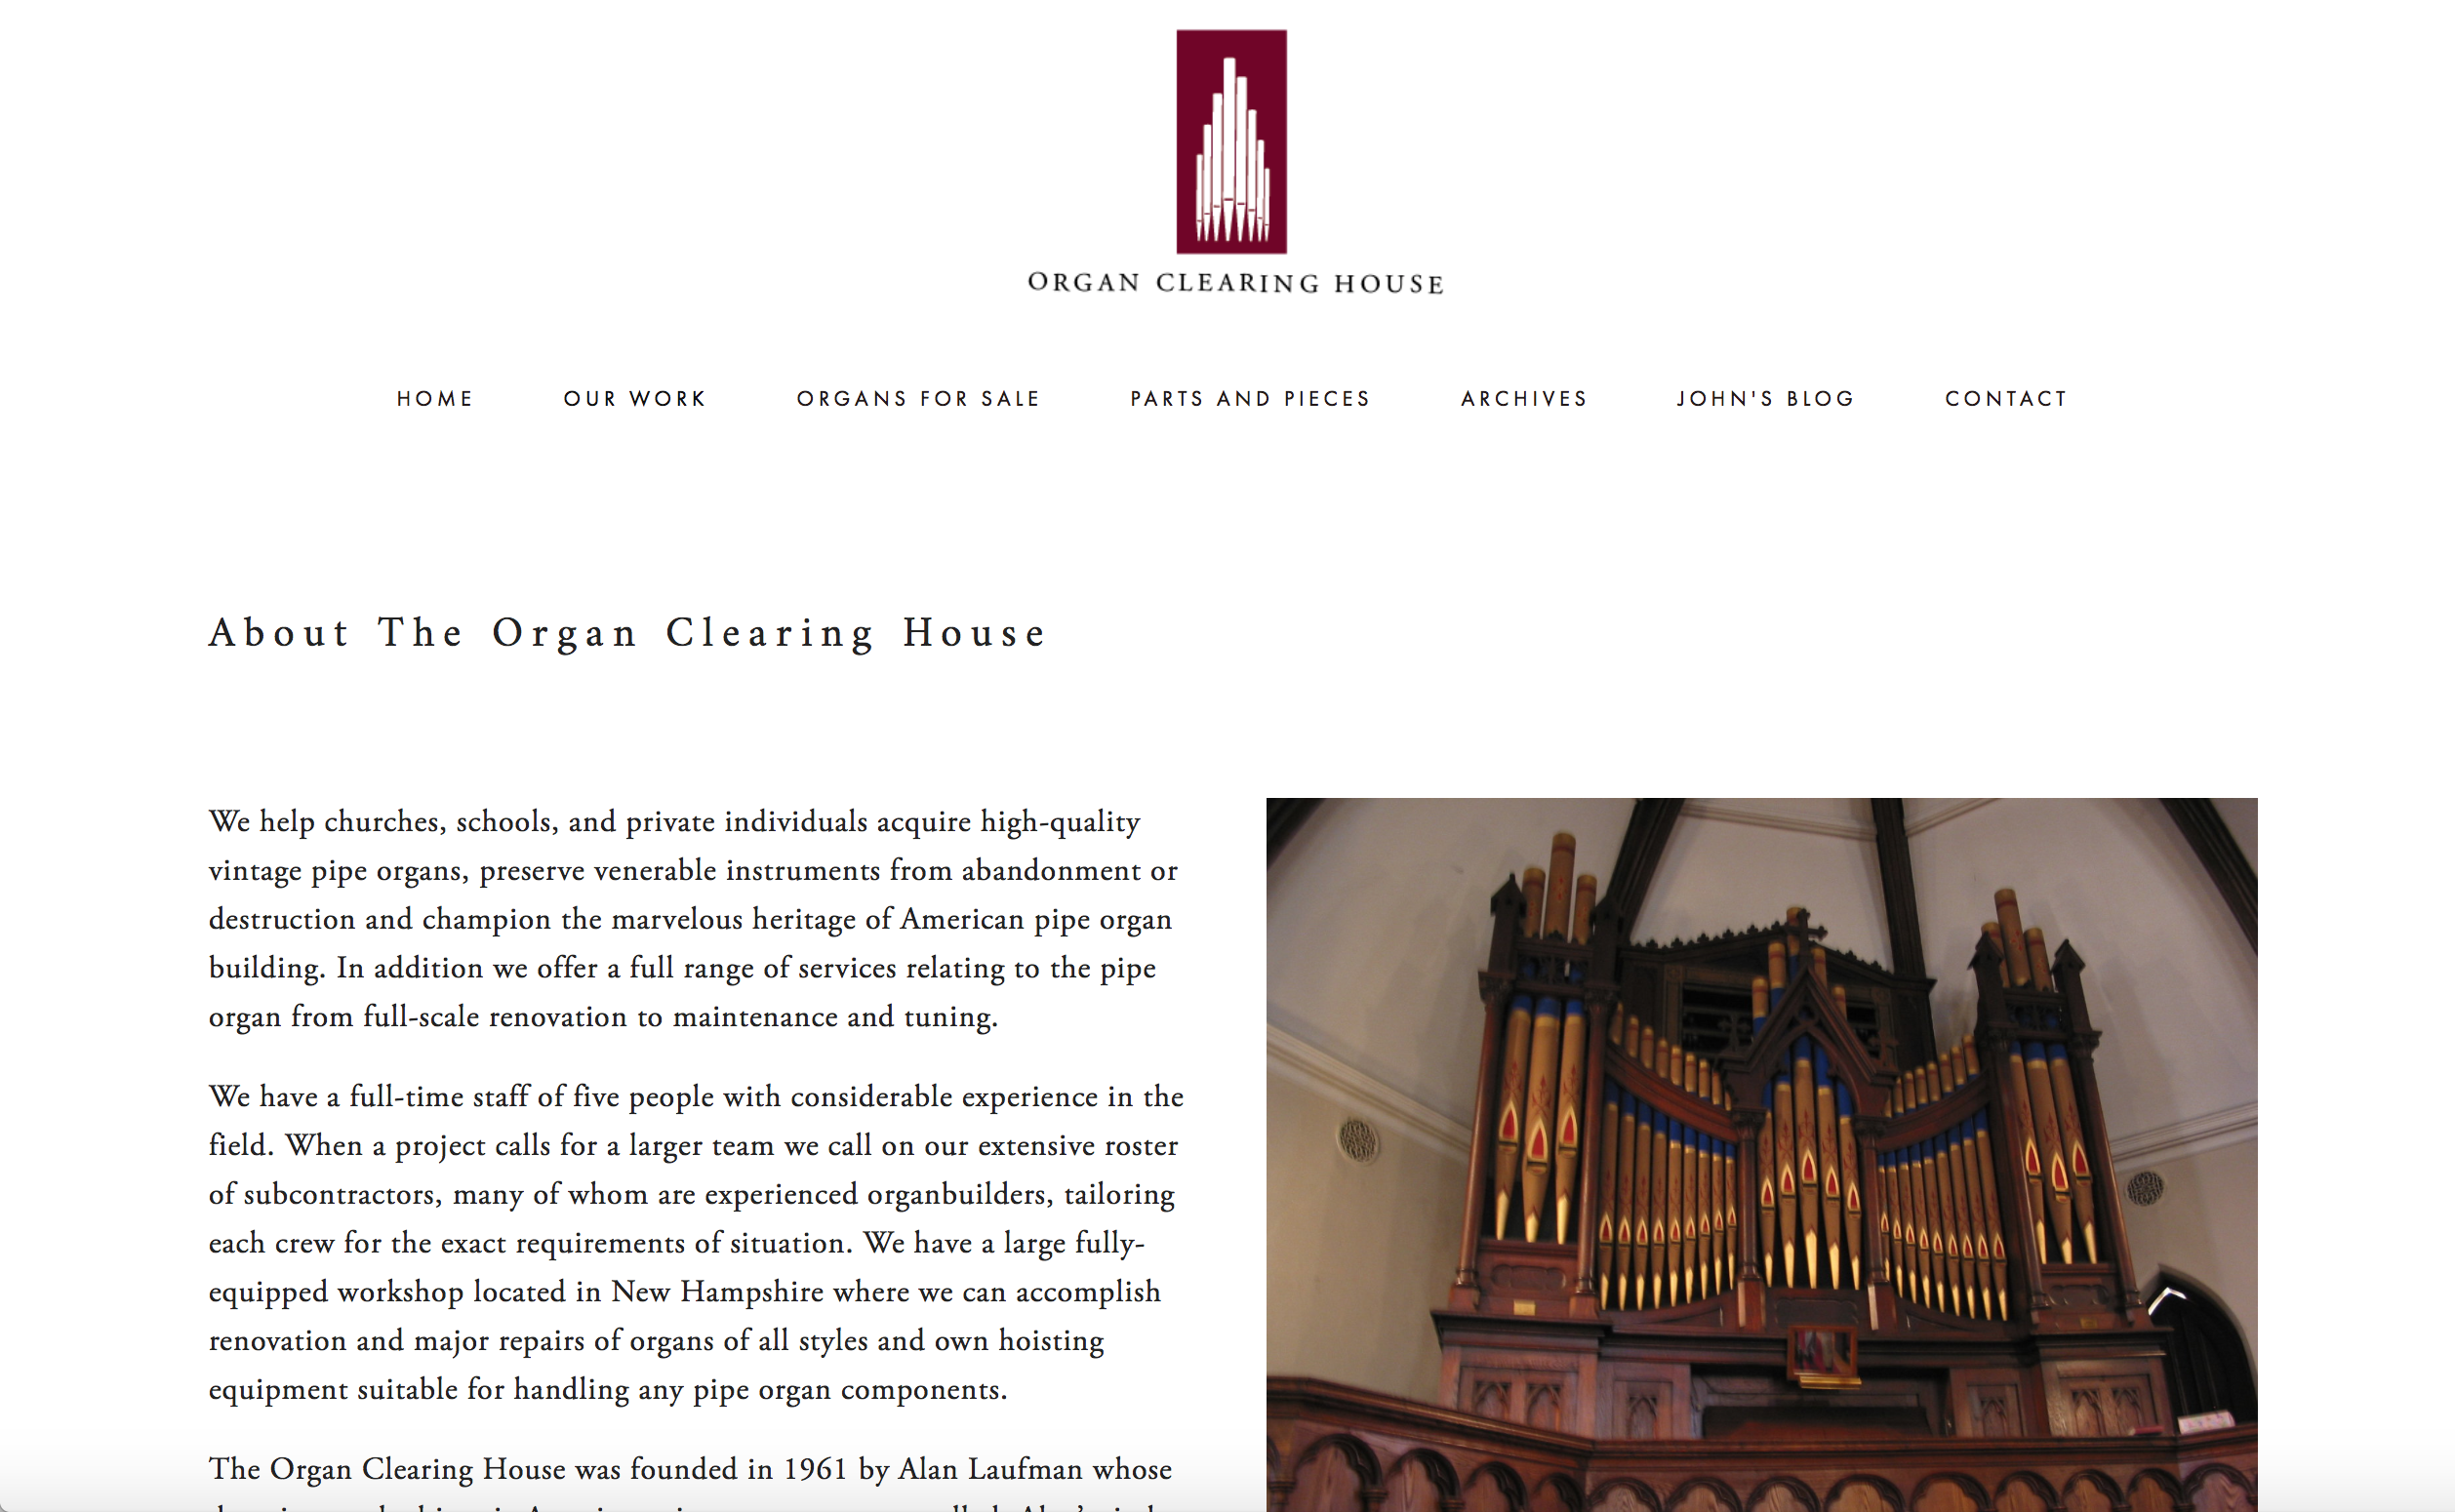 ORGAN CLEARING HOUSE
HOME OUR WORK ORGANS FOR SALE PARTS AND PIECES ARCHIVES JOHN'S BLOG CONTACT
About The Organ Clearing House
We help churches, schools, and private individuals acquire high-quality
vintage pipe organs, preserve venerable instruments from abandonment or
destruction and champion the marvelous heritage of American pipe organ
building. In addition we offer a full range of services relating to the pipe
organ from full-scale renovation to maintenance and tuning.
We have a full-time staff of five people with considerable experience in the
field. When a project calls for a larger team we call on our extensive roster
of subcontractors, many of whom are experienced organbuilders, tailoring
each crew for the exact requirements of situation. We have a large fully-
equipped workshop located in New Hampshire where we can accomplish
renovation and major repairs of organs of all styles and own hoisting
equipment suitable for handling any pipe organ components.
The Organ Clearing House was founded in 1961 by Alan Laufman whose